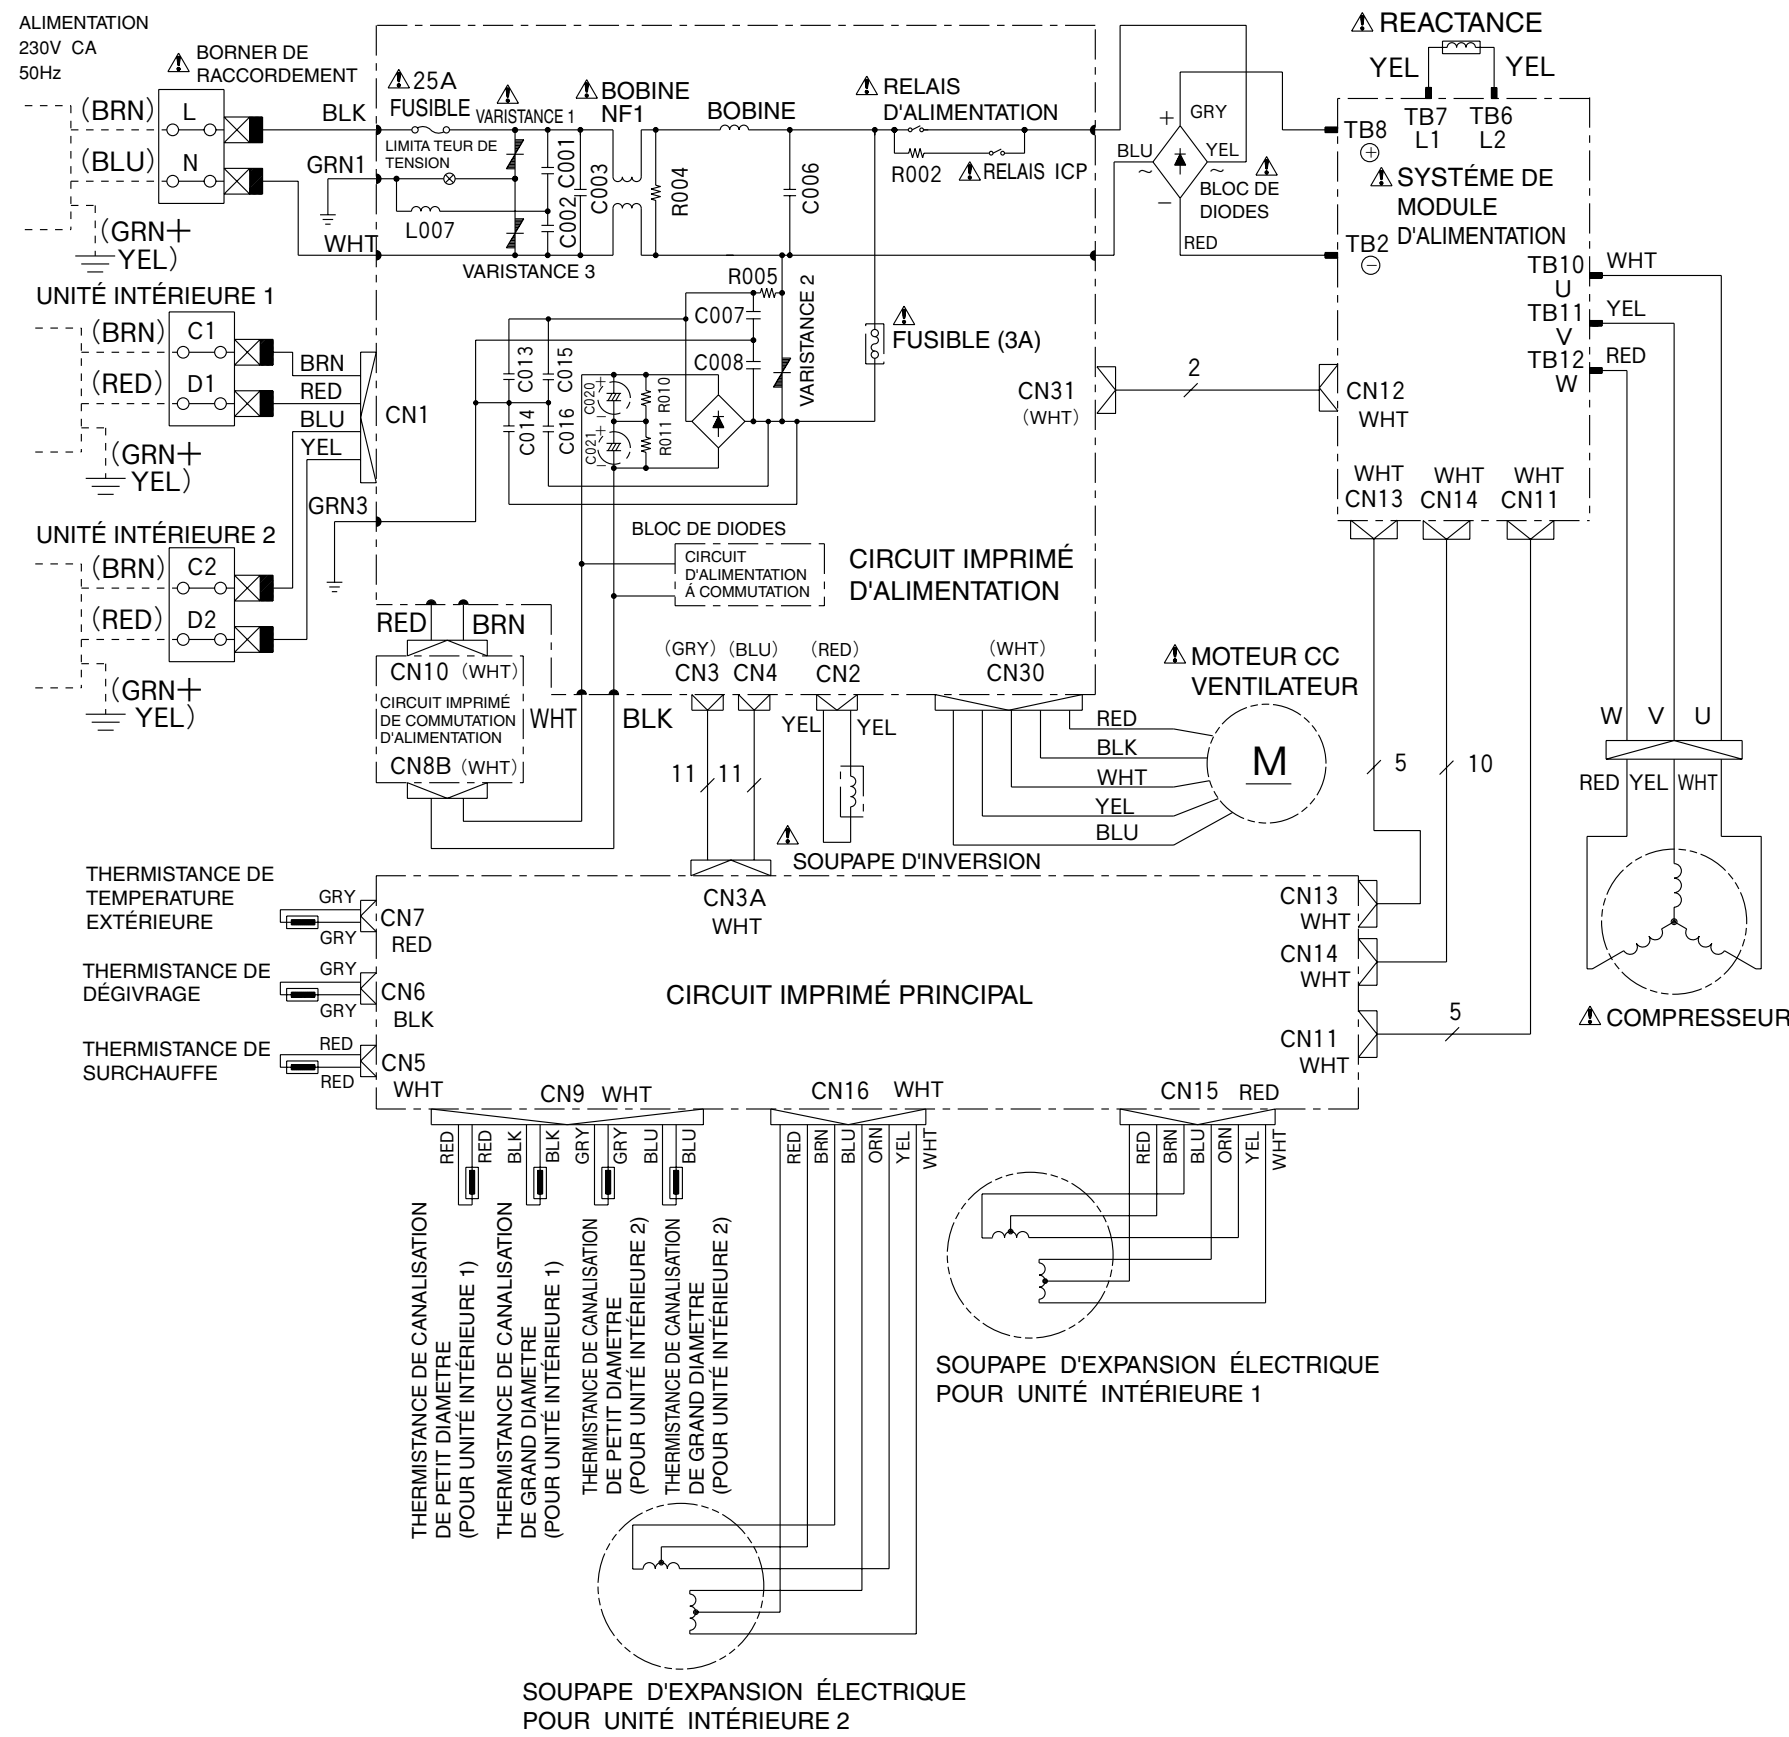 ALIMENTATION
230V CA
50Hz
BORNER DE
RACCORDEMENT
(BRN)
L
(BLU)
N
(GRN+
YEL)
BLK
GRN1
WHT
25A
FUSIBLE
VARISTANCE 1
LIMITA TEUR DE
TENSION
L007
VARISTANCE 3
C001
C002
C003
BOBINE
NF1
R004
BOBINE
C006
RELAIS
D'ALIMENTATION
R002
RELAIS ICP
BLU
~
+
GRY
YEL
~
−
RED
BLOC DE
DIODES
REACTANCE
YEL
YEL
TB8
+
TB7
L1
TB6
L2
SYSTÉME DE
MODULE
D'ALIMENTATION
TB2
−
TB10
U
WHT
TB11
V
YEL
TB12
W
RED
UNITÉ INTÉRIEURE 1
(BRN)
C1
(RED)
D1
(GRN+
YEL)
BRN
RED
BLU
YEL
CN1
GRN3
UNITÉ INTÉRIEURE 2
(BRN)
C2
(RED)
D2
(GRN+
YEL)
R005
C007
C008
VARISTANCE 2
FUSIBLE (3A)
C013
C015
C014
C016
C020
+
−
R010
C021
+
−
R011
CN31
(WHT)
2
CN12
WHT
WHT
CN13
WHT
CN14
WHT
CN11
BLOC DE DIODES
CIRCUIT
D'ALIMENTATION
Á COMMUTATION
CIRCUIT IMPRIMÉ
D'ALIMENTATION
RED
BRN
CN10 (WHT)
CIRCUIT IMPRIMÉ
DE COMMUTATION
D'ALIMENTATION
CN8B (WHT)
WHT
BLK
(GRY)
CN3
(BLU)
CN4
(RED)
CN2
(WHT)
CN30
11
11
YEL
YEL
SOUPAPE D'INVERSION
RED
BLK
WHT
YEL
BLU
MOTEUR CC
VENTILATEUR
M
5
10
5
W
V
U
RED
YEL
WHT
COMPRESSEUR
THERMISTANCE DE
TEMPERATURE
EXTÉRIEURE
GRY
GRY
CN7
RED
THERMISTANCE DE
DÉGIVRAGE
GRY
GRY
CN6
BLK
THERMISTANCE DE
SURCHAUFFE
RED
RED
CN5
WHT
CN3A
WHT
CIRCUIT IMPRIMÉ PRINCIPAL
CN13
WHT
CN14
WHT
CN11
WHT
CN9 WHT
CN16 WHT
CN15 RED
RED
RED
BLK
BLK
GRY
GRY
BLU
BLU
RED
BRN
BLU
ORN
YEL
WHT
RED
BRN
BLU
ORN
YEL
WHT
THERMISTANCE DE CANALISATION
DE PETIT DIAMETRE
(POUR UNITÉ INTÉRIEURE 1)
THERMISTANCE DE CANALISATION
DE GRAND DIAMETRE
(POUR UNITÉ INTÉRIEURE 1)
THERMISTANCE DE CANALISATION
DE PETIT DIAMETRE
(POUR UNITÉ INTÉRIEURE 2)
THERMISTANCE DE CANALISATION
DE GRAND DIAMETRE
(POUR UNITÉ INTÉRIEURE 2)
SOUPAPE D'EXPANSION ÉLECTRIQUE
POUR UNITÉ INTÉRIEURE 1
SOUPAPE D'EXPANSION ÉLECTRIQUE
POUR UNITÉ INTÉRIEURE 2